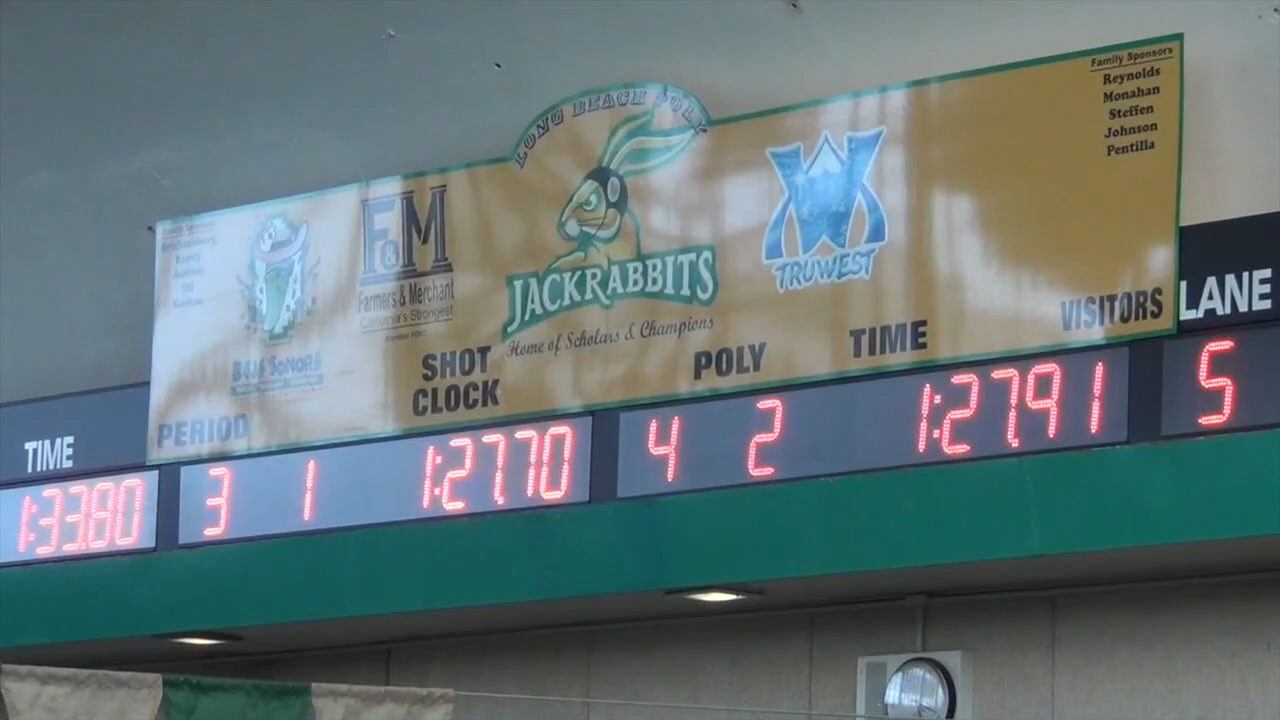 LONG BEACH POLY
Family Sponsors
Reynolds
Monahan
Steffen
Johnson
Pentilla
F&M
Farmers & Merchant
California's Strongest
JACKRABBITS
Home of Scholars & Champions
TRUWEST
PERIOD
SHOT
CLOCK
POLY
TIME
VISITORS
LANE
TIME
1:33.80
3 1 1:27.70
4 2 1:27.91
5